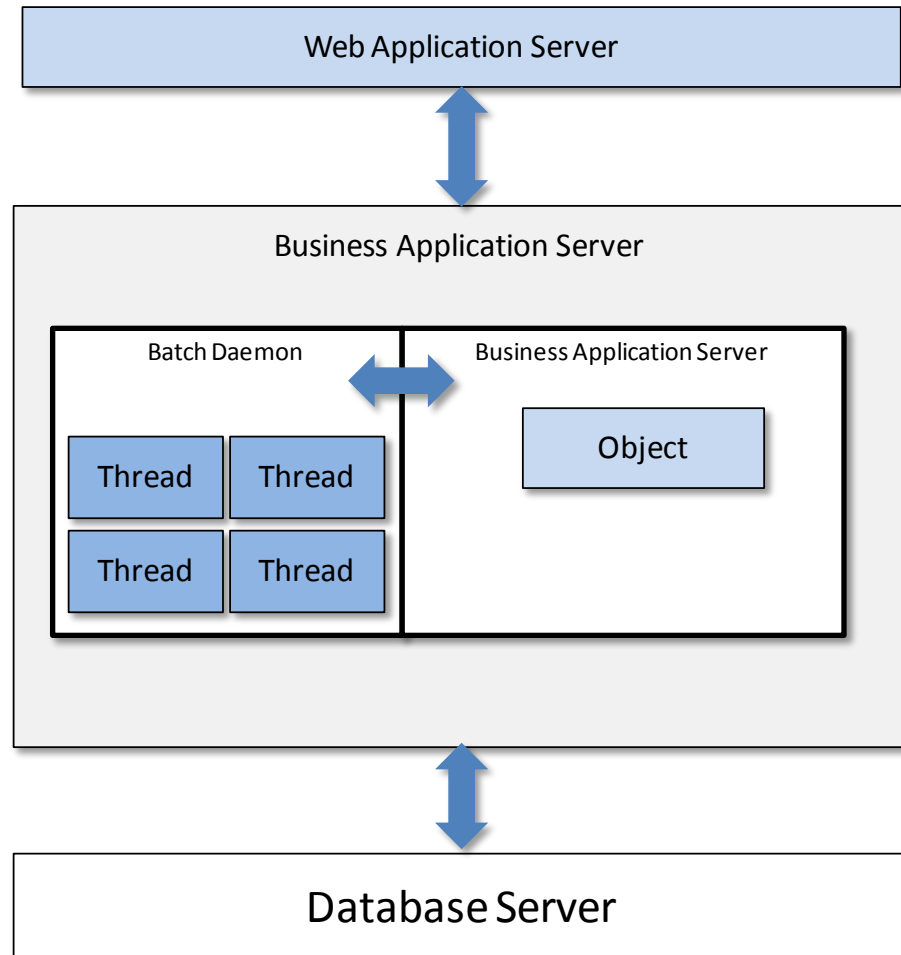 Web Application Server
Business Application Server
Batch Daemon
Business Application Server
Object
Thread
Thread
Thread
Thread
Database Server